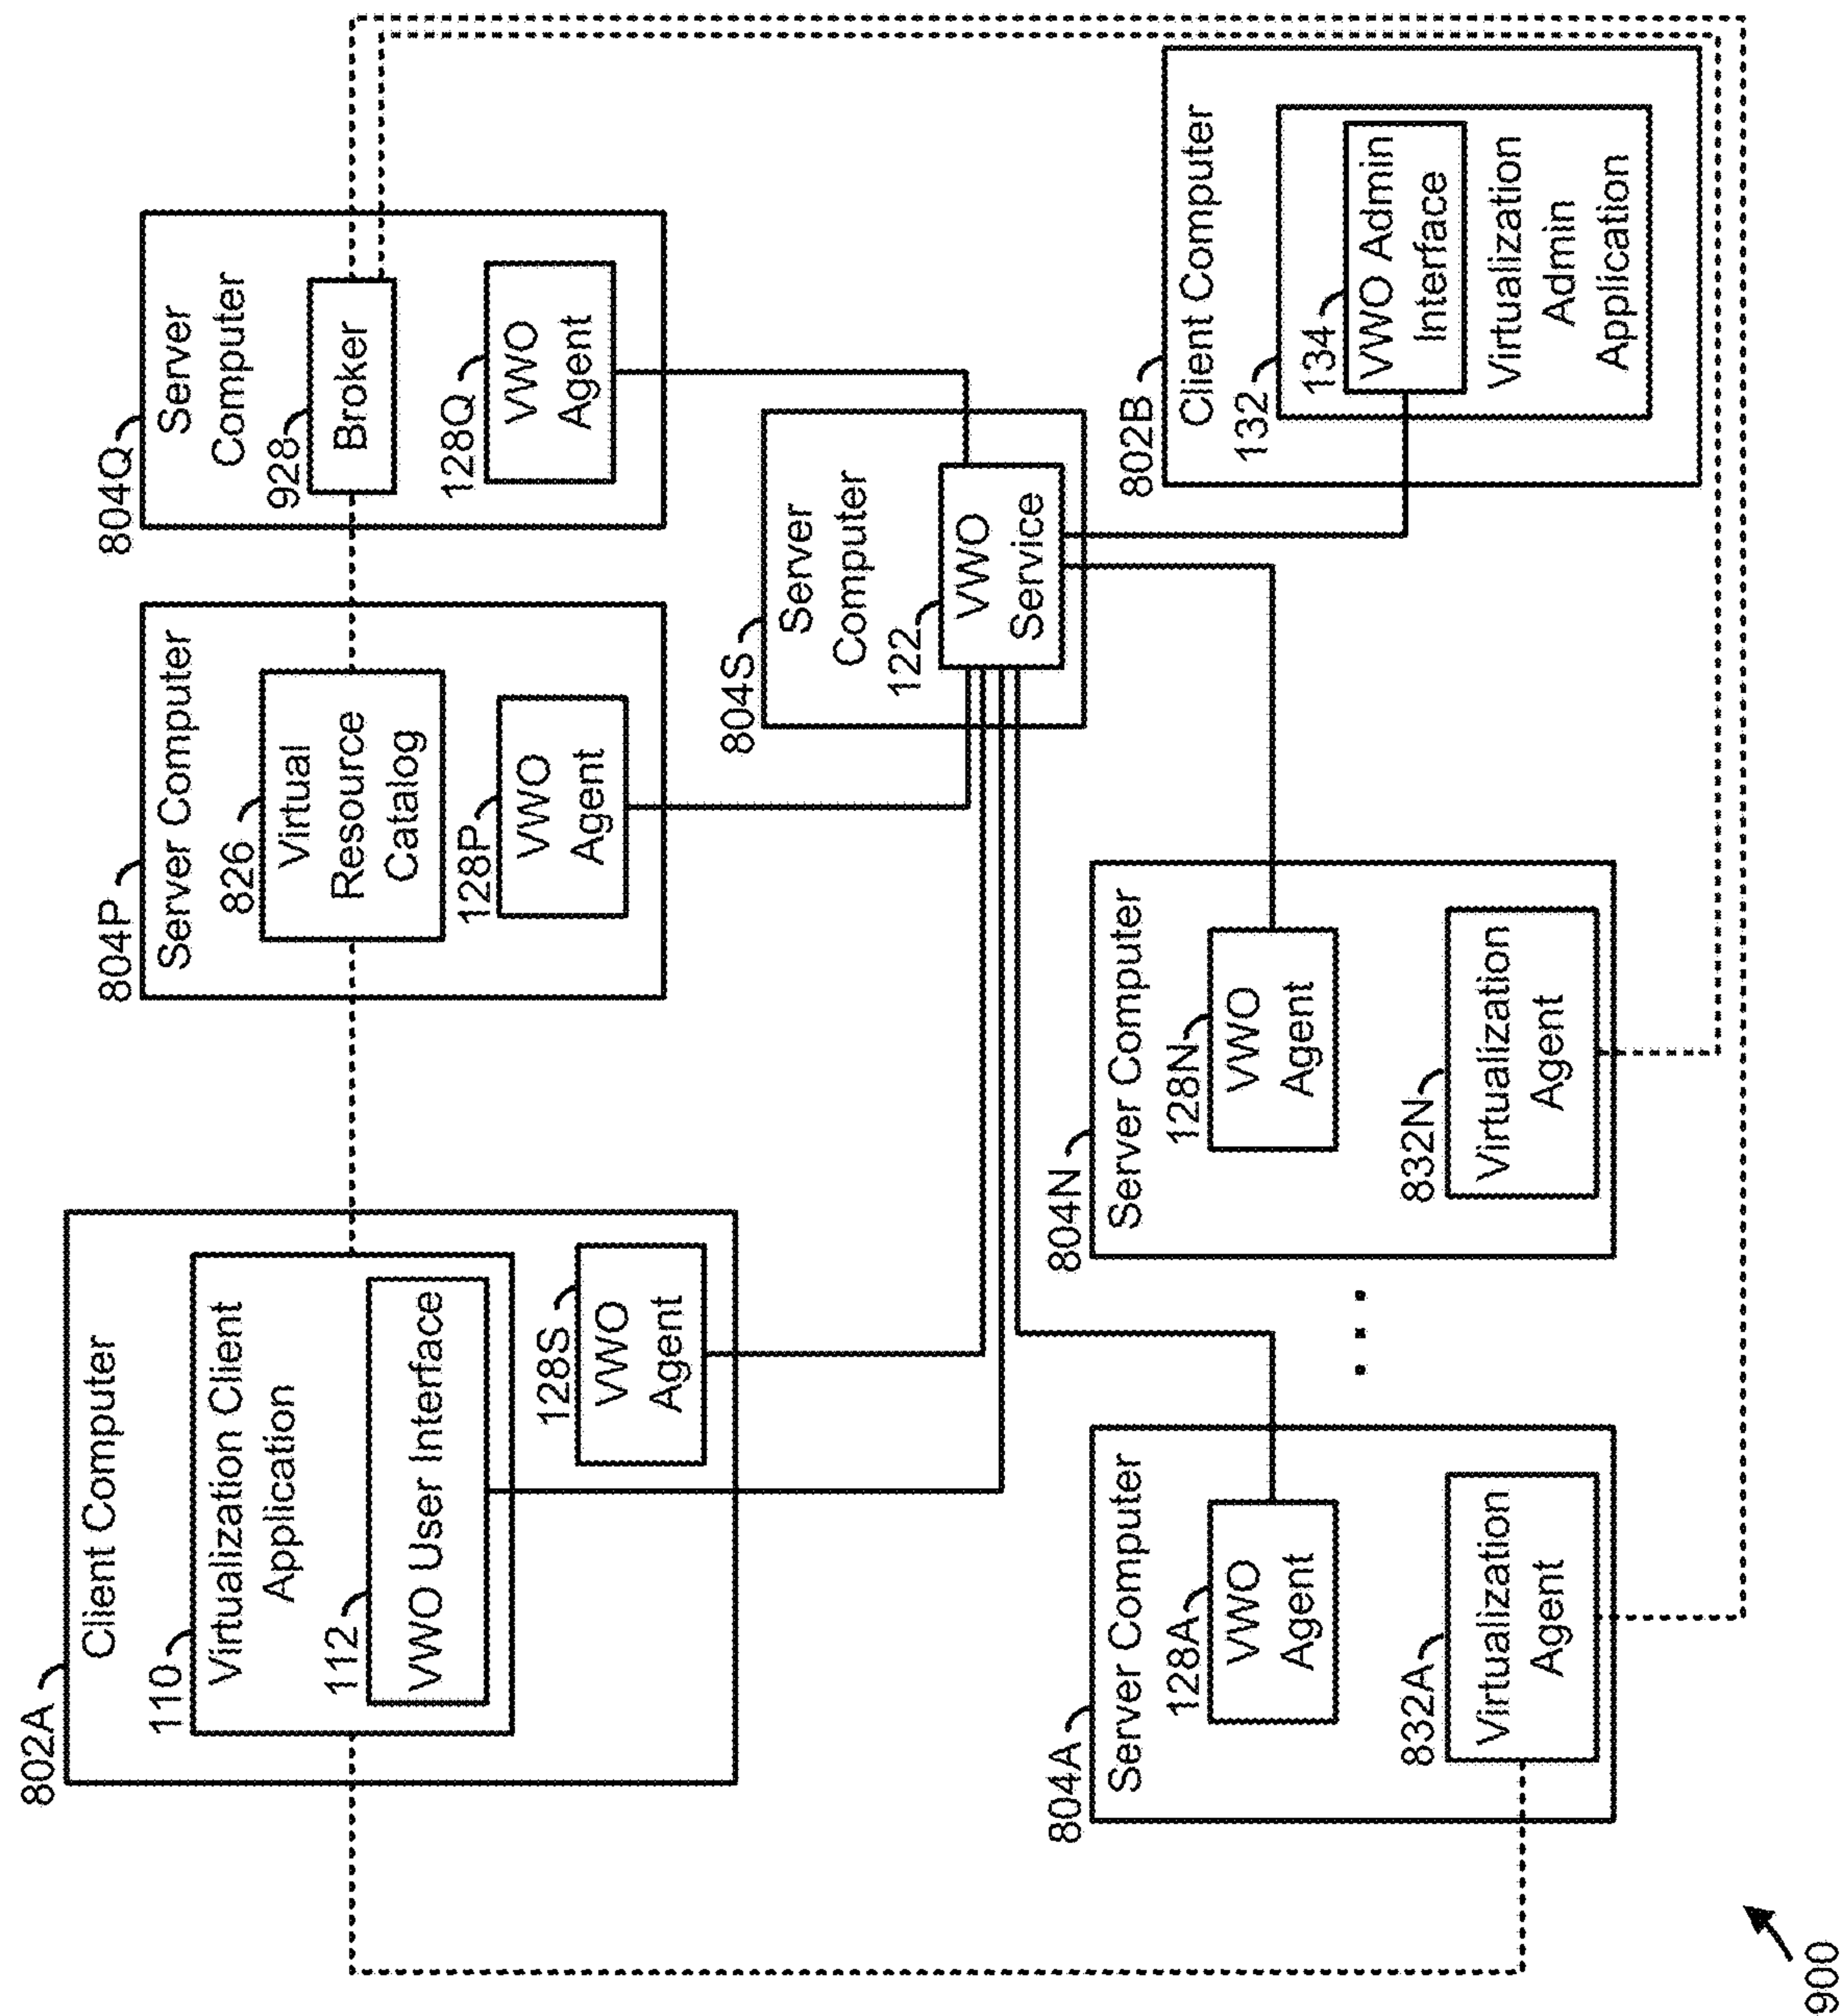 802A
Client Computer
110
Virtualization Client
Application
112
VWO User Interface
128S
VWO
Agent
804P
Server Computer
826
Virtual
Resource
Catalog
128P
VWO
Agent
804Q
Server
Computer
928
Broker
128Q
VWO
Agent
804S
Server
Computer
122
VWO
Service
804A
Server Computer
128A
VWO
Agent
832A
Virtualization
Agent
804N
Server Computer
128N
VWO
Agent
832N
Virtualization
Agent
802B
Client Computer
132
134
VWO Admin
Interface
Virtualization
Admin
Application
900